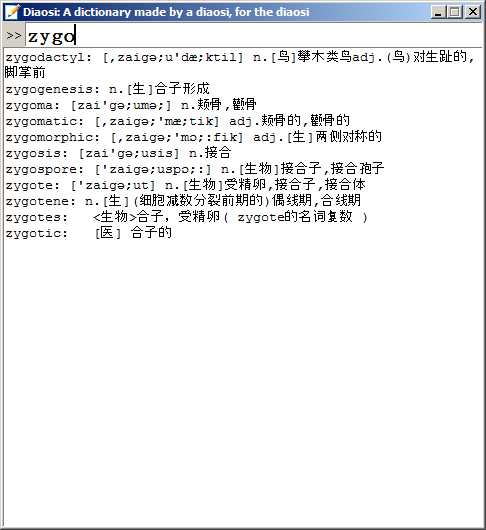 Diaosi: A dictionary made by a diaosi, for the diaosi
>> zygo
zygodactyl: [,zaigə;u'dæ;ktil] n.[鸟]攀木类鸟adj.(鸟)对生趾的,
脚掌前
zygogenesis: n.[生]合子形成
zygoma: [zai'gə;umə;] n.颊骨,颧骨
zygomatic: [,zaigə;'mæ;tik] adj.颊骨的,颧骨的
zygomorphic: [,zaigə;'mɔ;:fik] adj.[生]两侧对称的
zygosis: [zai'gə;usis] n.接合
zygospore: ['zaigə;uspɔ;:] n.[生物]接合子,接合孢子
zygote: ['zaigə;ut] n.[生物]受精卵,接合子,接合体
zygotene: n.[生](细胞减数分裂前期的)偶线期,合线期
zygotes:   <生物>合子，受精卵( zygote的名词复数 )
zygotic:   [医] 合子的